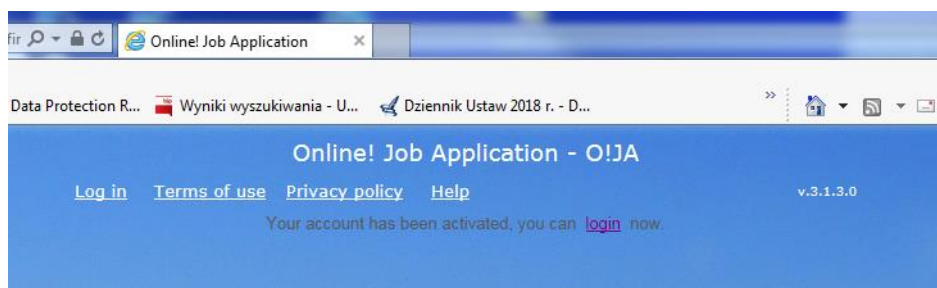 fir
Online! Job Application
Data Protection R... Wyniki wyszukiwania - U... Dziennik Ustaw 2018 r. - D...
Online! Job Application - O!JA
Log in Terms of use Privacy policy Help v.3.1.3.0
Your account has been activated, you can login now.